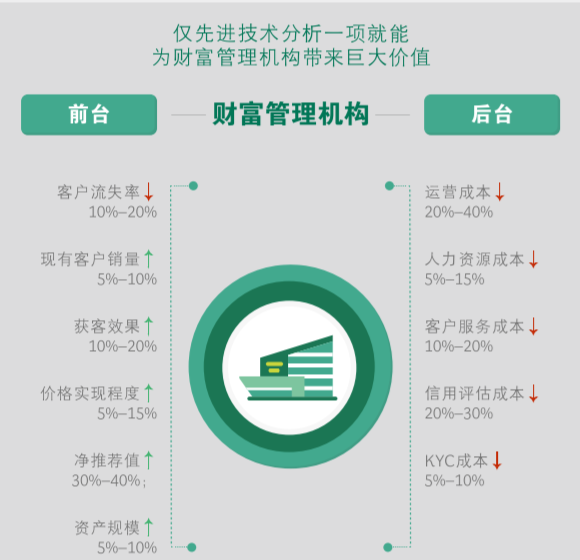 仅先进技术分析一项就能
为财富管理机构带来巨大价值
前台
财富管理机构
后台
客户流失率↓
10%–20%
现有客户销量↑
5%–10%
获客效果↑
10%–20%
价格实现程度↑
5%–15%
净推荐值↑
30%–40%;
资产规模↑
5%–10%
运营成本↓
20%–40%
人力资源成本↓
5%–15%
客户服务成本↓
10%–20%
信用评估成本↓
20%–30%
KYC成本↓
5%–10%